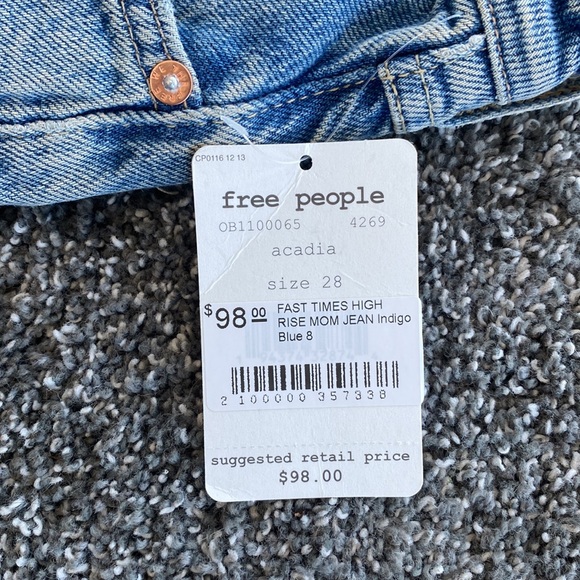 CP0116 12 13
free people
OB1100065 4269
acadia
size 28
$98.00
FAST TIMES HIGH
RISE MOM JEAN Indigo
Blue 8
2 100000 357338
suggested retail price
$98.00